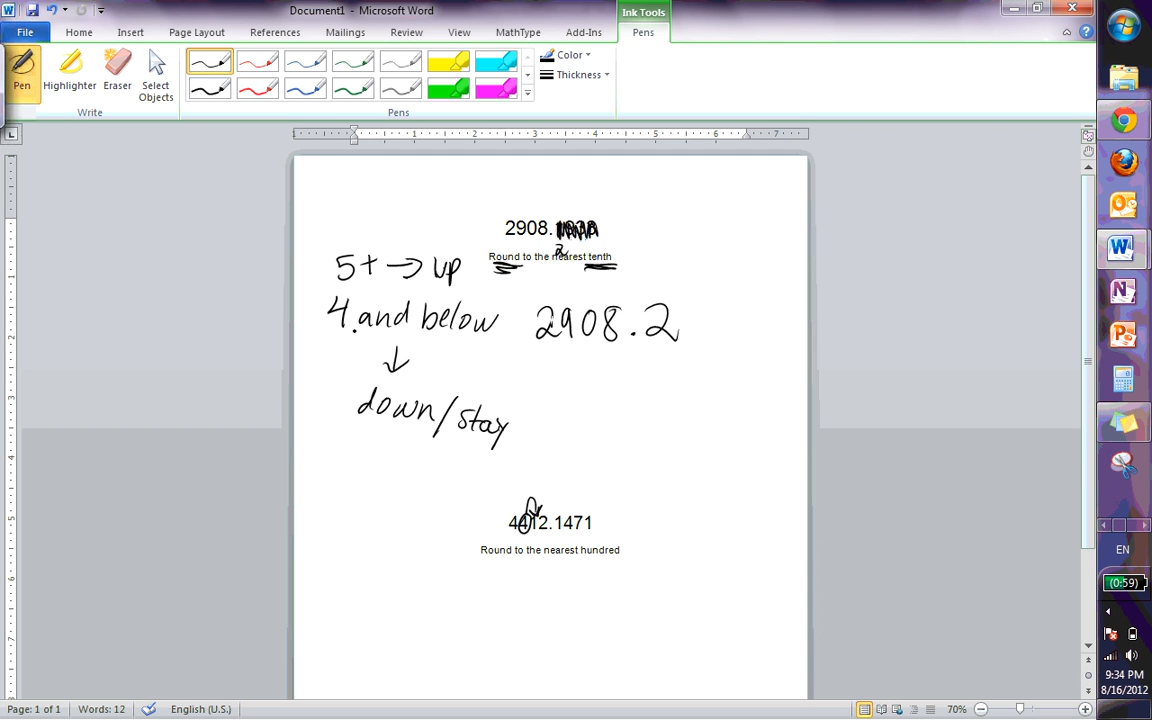 Document1 - Microsoft Word
Ink Tools
File Home Insert Page Layout References Mailings Review View MathType Add-Ins Pens
Pen Highlighter Eraser Select Objects
Color
Thickness
Write
Pens
2908.
2
Round to the nearest tenth
5+ → up
4 and below
2908.2
↓
down/stay
4412.1471
Round to the nearest hundred
EN
(0:59)
9:34 PM
8/16/2012
Page: 1 of 1 Words: 12 English (U.S.) 70%